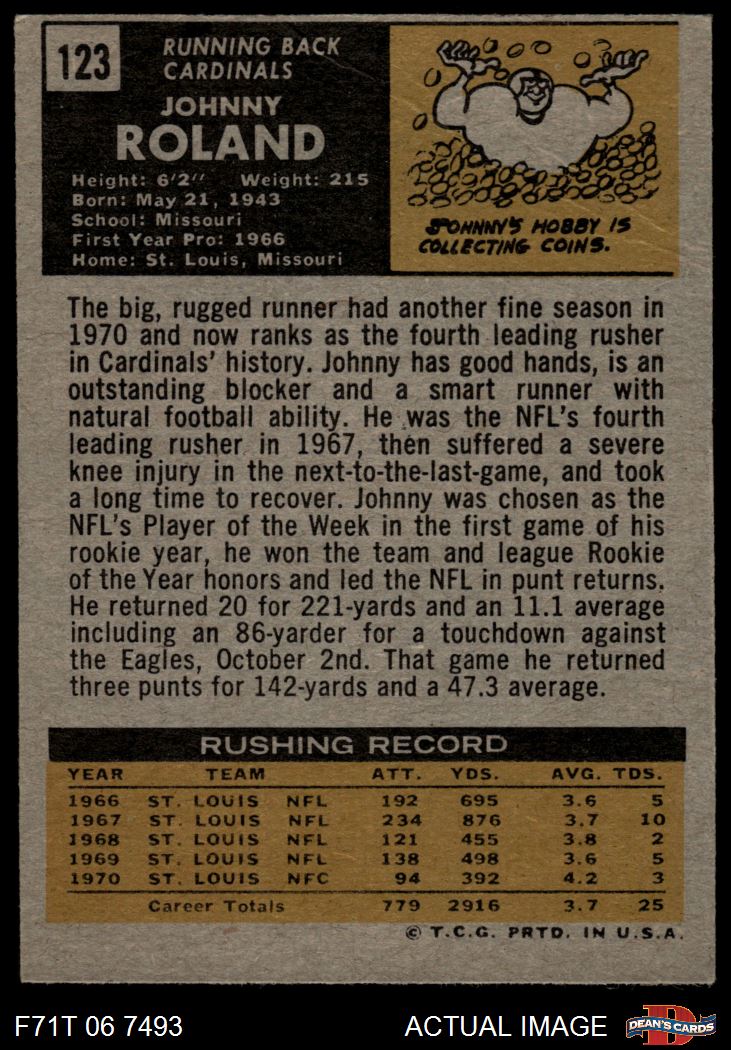 123
RUNNING BACK
CARDINALS
JOHNNY
ROLAND
Height: 6'2" Weight: 215
Born: May 21, 1943
School: Missouri
First Year Pro: 1966
Home: St. Louis, Missouri
JOHNNY'S HOBBY IS
COLLECTING COINS.
The big, rugged runner had another fine season in
1970 and now ranks as the fourth leading rusher
in Cardinals' history. Johnny has good hands, is an
outstanding blocker and a smart runner with
natural football ability. He was the NFL's fourth
leading rusher in 1967, then suffered a severe
knee injury in the next-to-the-last-game, and took
a long time to recover. Johnny was chosen as the
NFL's Player of the Week in the first game of his
rookie year, he won the team and league Rookie
of the Year honors and led the NFL in punt returns.
He returned 20 for 221-yards and an 11.1 average
including an 86-yarder for a touchdown against
the Eagles, October 2nd. That game he returned
three punts for 142-yards and a 47.3 average.
RUSHING RECORD
YEAR TEAM ATT. YDS. AVG. TDS.
1966 ST. LOUIS NFL 192 695 3.6 5
1967 ST. LOUIS NFL 234 876 3.7 10
1968 ST. LOUIS NFL 121 455 3.8 2
1969 ST. LOUIS NFL 138 498 3.6 5
1970 ST. LOUIS NFC 94 392 4.2 3
Career Totals 779 2916 3.7 25
© T.C.G. PRTD. IN U.S.A.
F71T 06 7493 ACTUAL IMAGE D DEAN'S CARDS